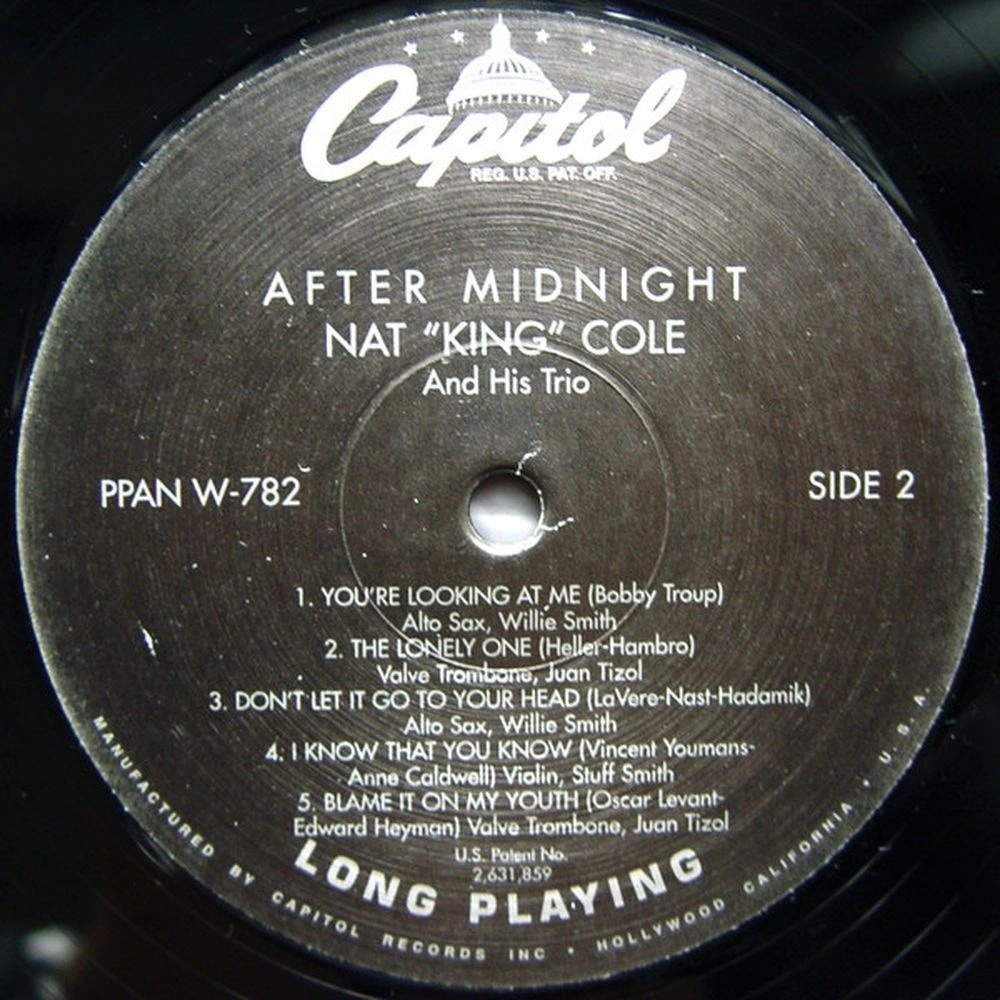 Capitol
REG. U.S. PAT. OFF.
AFTER MIDNIGHT
NAT "KING" COLE
And His Trio
PPAN W-782
SIDE 2
1. YOU'RE LOOKING AT ME (Bobby Troup)
Alto Sax, Willie Smith
2. THE LONELY ONE (Heller-Hambro)
Valve Trombone, Juan Tizol
3. DON'T LET IT GO TO YOUR HEAD (LaVere-Nast-Hadamik)
Alto Sax, Willie Smith
4. I KNOW THAT YOU KNOW (Vincent Youmans-
Anne Caldwell) Violin, Stuff Smith
5. BLAME IT ON MY YOUTH (Oscar Levant-
Edward Heyman) Valve Trombone, Juan Tizol
U.S. Patent No.
2,631,859
LONG PLAYING
MANUFACTURED BY CAPITOL RECORDS INC • HOLLYWOOD CALIFORNIA • U. S. A.